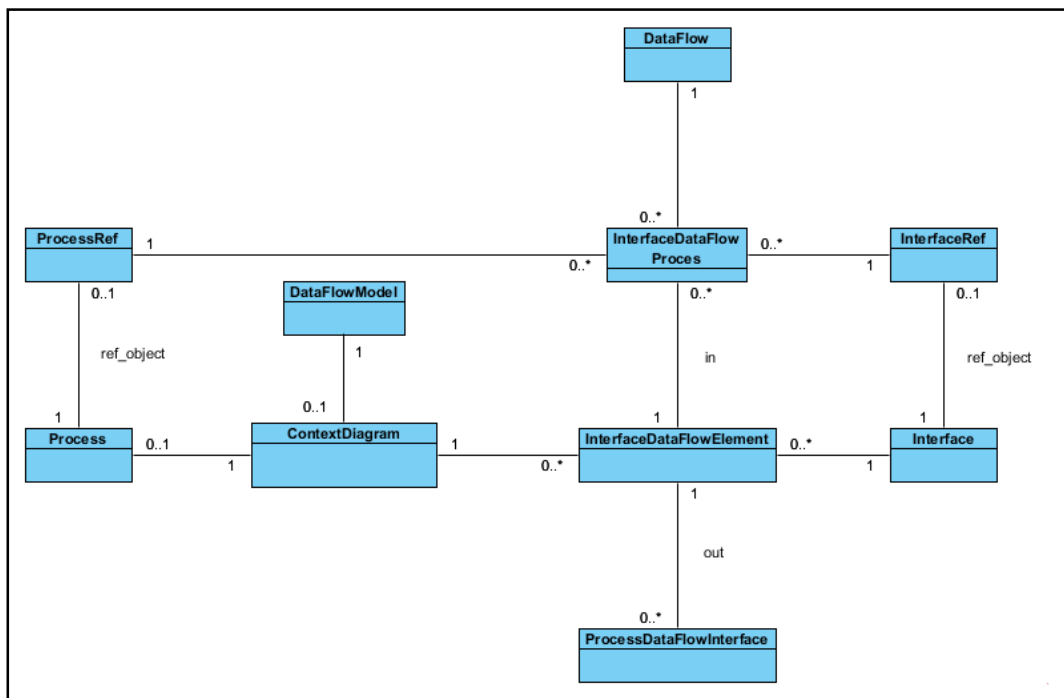 DataFlow
1
0..*
ProcessRef
1
0..*
InterfaceDataFlow
Proces
0..*
1
InterfaceRef
0..1
DataFlowModel
0..*
0..1
1
ref_object
in
ref_object
1
0..1
1
1
Process
0..1
1
ContextDiagram
1
0..*
InterfaceDataFlowElement
0..*
1
Interface
1
out
0..*
ProcessDataFlowInterface